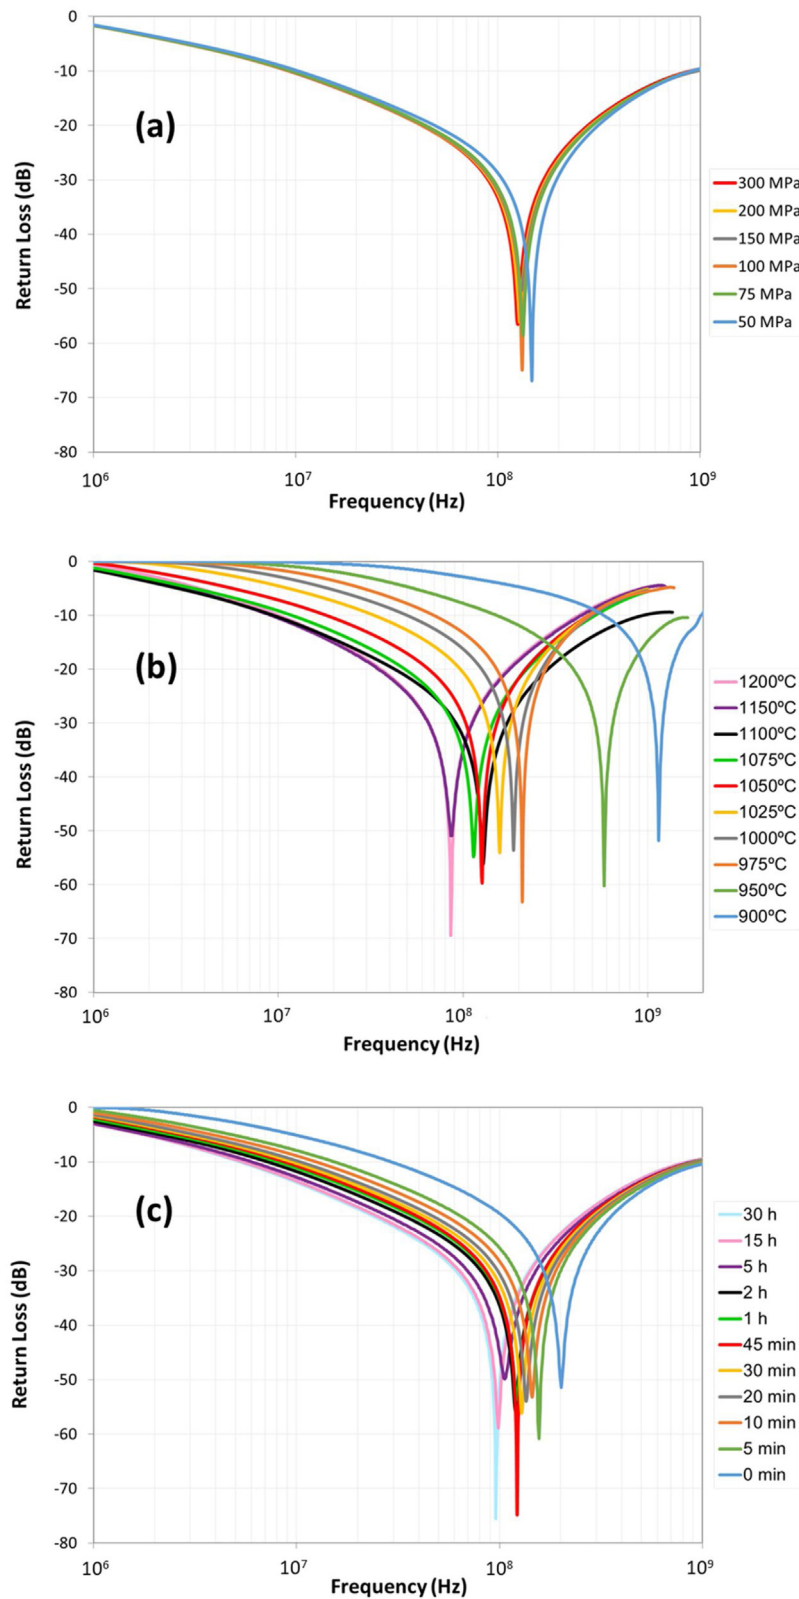 0
-10
-20
-30
-40
-50
-60
-70
-80
Return Loss (dB)
(a)
10⁶
10⁷
10⁸
10⁹
Frequency (Hz)
300 MPa
200 MPa
150 MPa
100 MPa
75 MPa
50 MPa
0
-10
-20
-30
-40
-50
-60
-70
-80
Return Loss (dB)
(b)
10⁶
10⁷
10⁸
10⁹
Frequency (Hz)
1200ºC
1150ºC
1100ºC
1075ºC
1050ºC
1025ºC
1000ºC
975ºC
950ºC
900ºC
0
-10
-20
-30
-40
-50
-60
-70
-80
Return Loss (dB)
(c)
10⁶
10⁷
10⁸
10⁹
Frequency (Hz)
30 h
15 h
5 h
2 h
1 h
45 min
30 min
20 min
10 min
5 min
0 min